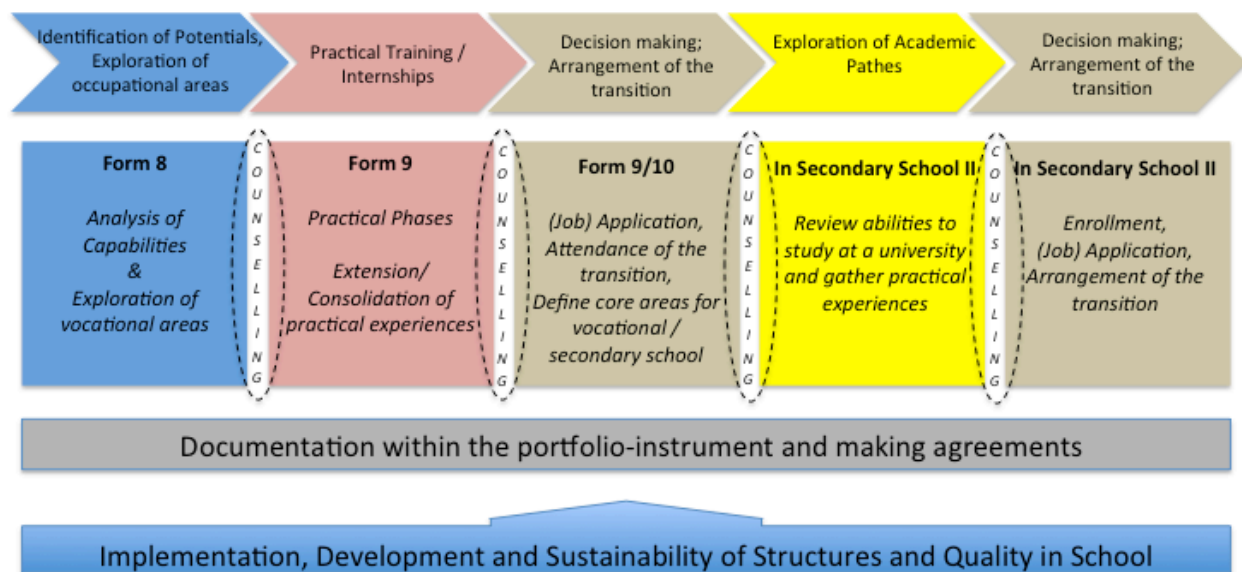 Identification of Potentials,
Exploration of
occupational areas
Practical Training /
Internships
Decision making;
Arrangement of the
transition
Exploration of Academic
Pathes
Decision making;
Arrangement of the
transition
Form 8
Analysis of
Capabilities
&
Exploration of
vocational areas
COUNSELLING
Form 9
Practical Phases
Extension/
Consolidation of
practical experiences
COUNSELLING
Form 9/10
(Job) Application,
Attendance of the
transition,
Define core areas for
vocational /
secondary school
COUNSELLING
In Secondary School II
Review abilities to
study at a university
and gather practical
experiences
COUNSELLING
In Secondary School II
Enrollment,
(Job) Application,
Arrangement of the
transition
Documentation within the portfolio-instrument and making agreements
Implementation, Development and Sustainability of Structures and Quality in School